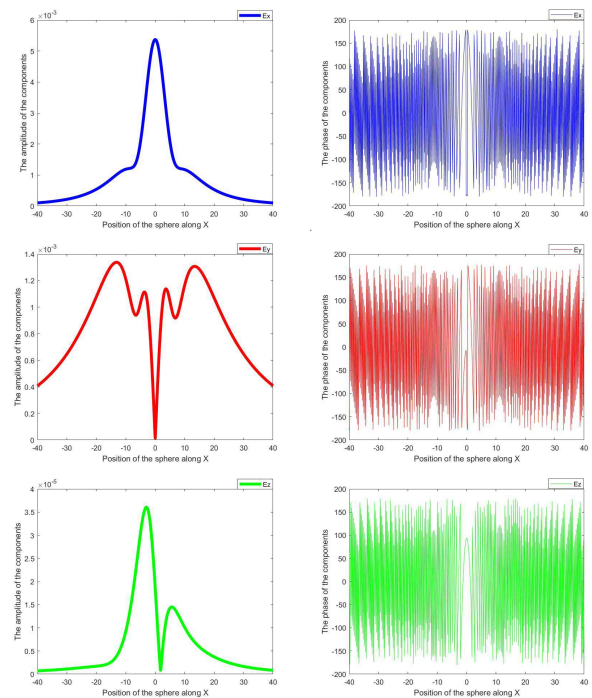 ×10⁻³
Ex
The amplitude of the components
6
5
4
3
2
1
0
-40 -30 -20 -10 0 10 20 30 40
Position of the sphere along X
Ex
The phase of the components
200
150
100
50
0
-50
-100
-150
-200
-40 -30 -20 -10 0 10 20 30 40
Position of the sphere along X
×10⁻³
Ey
The amplitude of the components
1.4
1.2
1
0.8
0.6
0.4
0.2
0
-40 -30 -20 -10 0 10 20 30 40
Position of the sphere along X
Ey
The phase of the components
200
150
100
50
0
-50
-100
-150
-200
-40 -30 -20 -10 0 10 20 30 40
Position of the sphere along X
×10⁻⁵
Ez
The amplitude of the components
4
3.5
3
2.5
2
1.5
1
0.5
0
-40 -30 -20 -10 0 10 20 30 40
Position of the sphere along X
Ez
The phase of the components
200
150
100
50
0
-50
-100
-150
-200
-40 -30 -20 -10 0 10 20 30 40
Position of the sphere along X